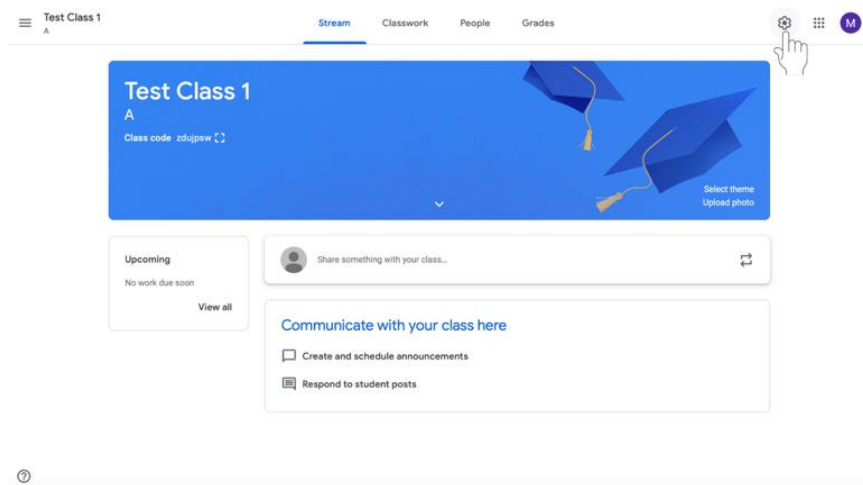 Test Class 1
A
Stream Classwork People Grades
M
Test Class 1
A
Class code zdujpsw
Select theme
Upload photo
Upcoming
No work due soon
View all
Share something with your class...
Communicate with your class here
Create and schedule announcements
Respond to student posts